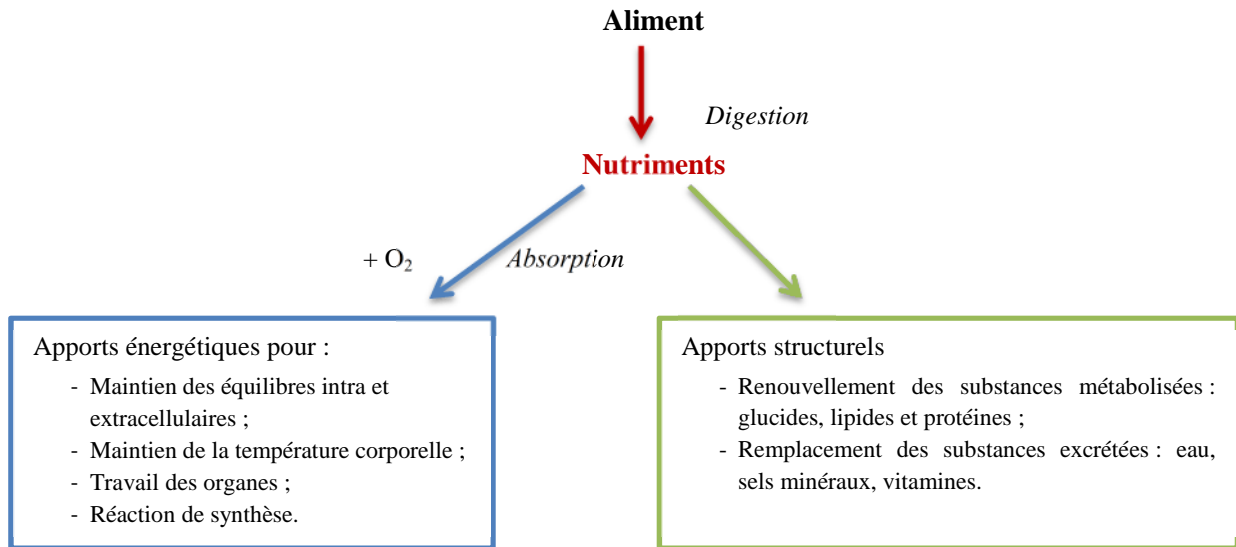 Aliment
Digestion
Nutriments
+ O₂
Absorption
Apports énergétiques pour :
- Maintien des équilibres intra et
extracellulaires ;
- Maintien de la température corporelle ;
- Travail des organes ;
- Réaction de synthèse.
Apports structurels
- Renouvellement des substances métabolisées :
glucides, lipides et protéines ;
- Remplacement des substances excrétées : eau,
sels minéraux, vitamines.